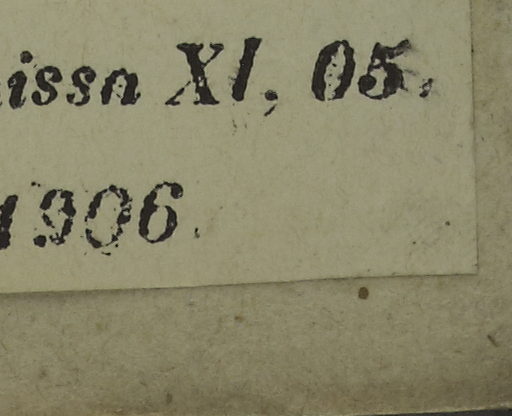 issa XI, 05.
1906.